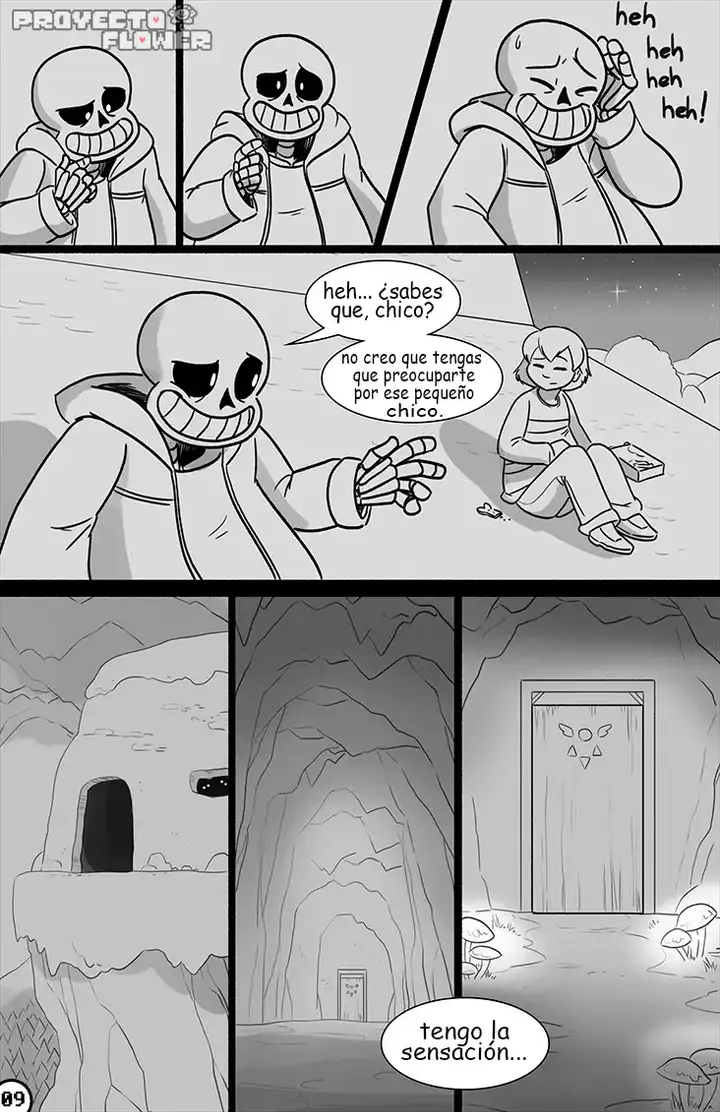 PROYECTO
FLOWER
heh
heh
heh
heh!
heh... ¿sabes
que, chico?
no creo que tengas
que preocuparte
por ese pequeño
chico.
tengo la
sensación...
09